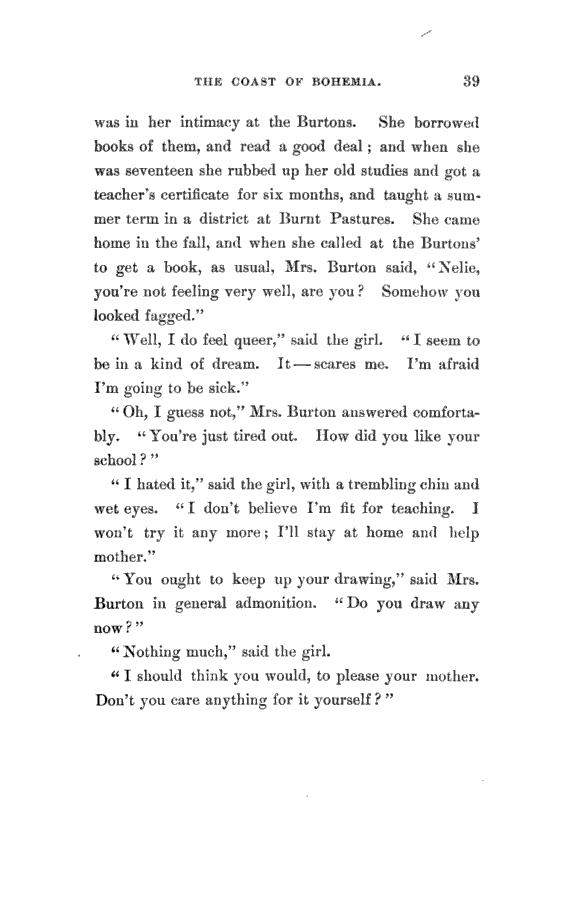 THE COAST OF BOHEMIA. 39
was in her intimacy at the Burtons. She borrowed
books of them, and read a good deal; and when she
was seventeen she rubbed up her old studies and got a
teacher's certificate for six months, and taught a sum-
mer term in a district at Burnt Pastures. She came
home in the fall, and when she called at the Burtons'
to get a book, as usual, Mrs. Burton said, "Nelie,
you're not feeling very well, are you? Somehow you
looked fagged."
"Well, I do feel queer," said the girl. "I seem to
be in a kind of dream. It—scares me. I'm afraid
I'm going to be sick."
"Oh, I guess not," Mrs. Burton answered comforta-
bly. "You're just tired out. How did you like your
school?"
"I hated it," said the girl, with a trembling chin and
wet eyes. "I don't believe I'm fit for teaching. I
won't try it any more; I'll stay at home and help
mother."
"You ought to keep up your drawing," said Mrs.
Burton in general admonition. "Do you draw any
now?"
"Nothing much," said the girl.
"I should think you would, to please your mother.
Don't you care anything for it yourself?"